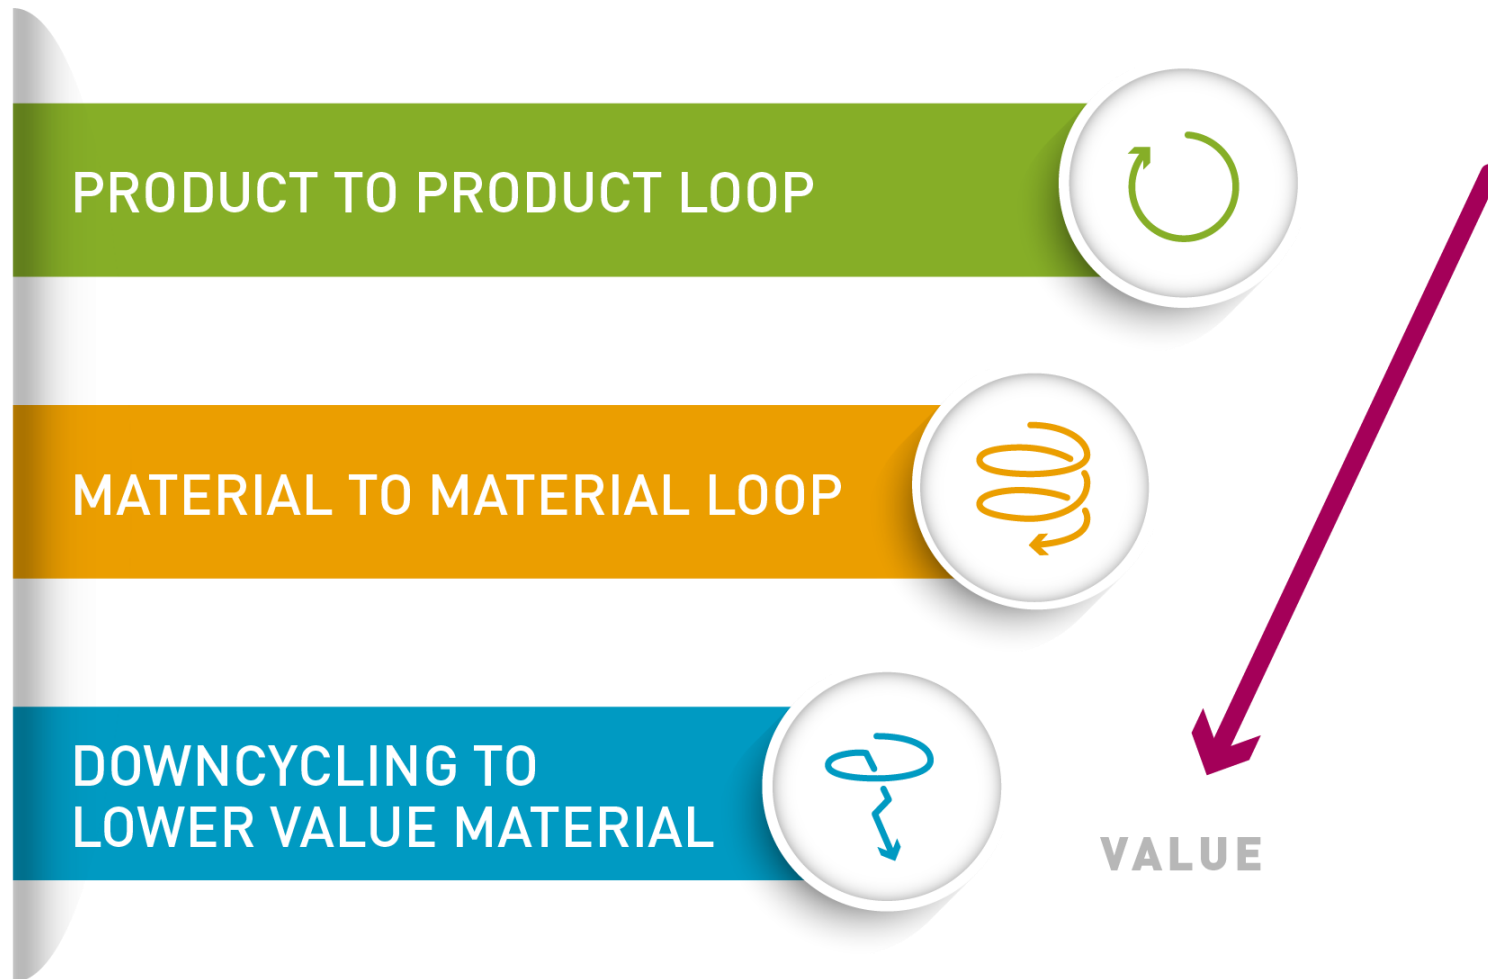 PRODUCT TO PRODUCT LOOP
MATERIAL TO MATERIAL LOOP
DOWNCYCLING TO
LOWER VALUE MATERIAL
VALUE